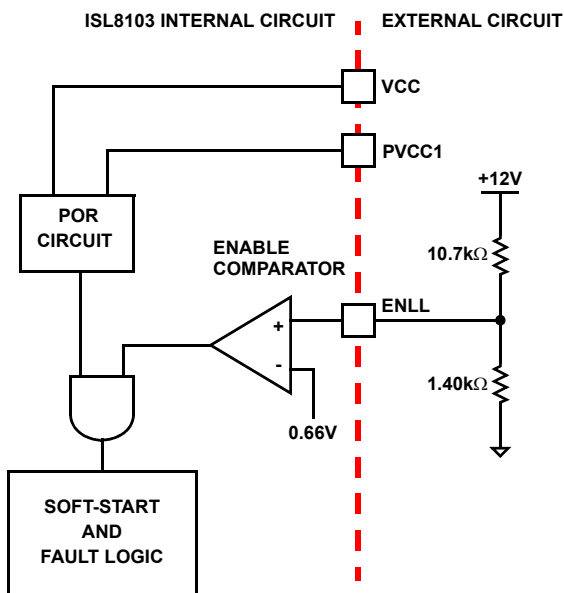 ISL8103 INTERNAL CIRCUIT
EXTERNAL CIRCUIT
VCC
PVCC1
+12V
POR
CIRCUIT
10.7kΩ
ENABLE
COMPARATOR
ENLL
+
-
1.40kΩ
0.66V
SOFT-START
AND
FAULT LOGIC